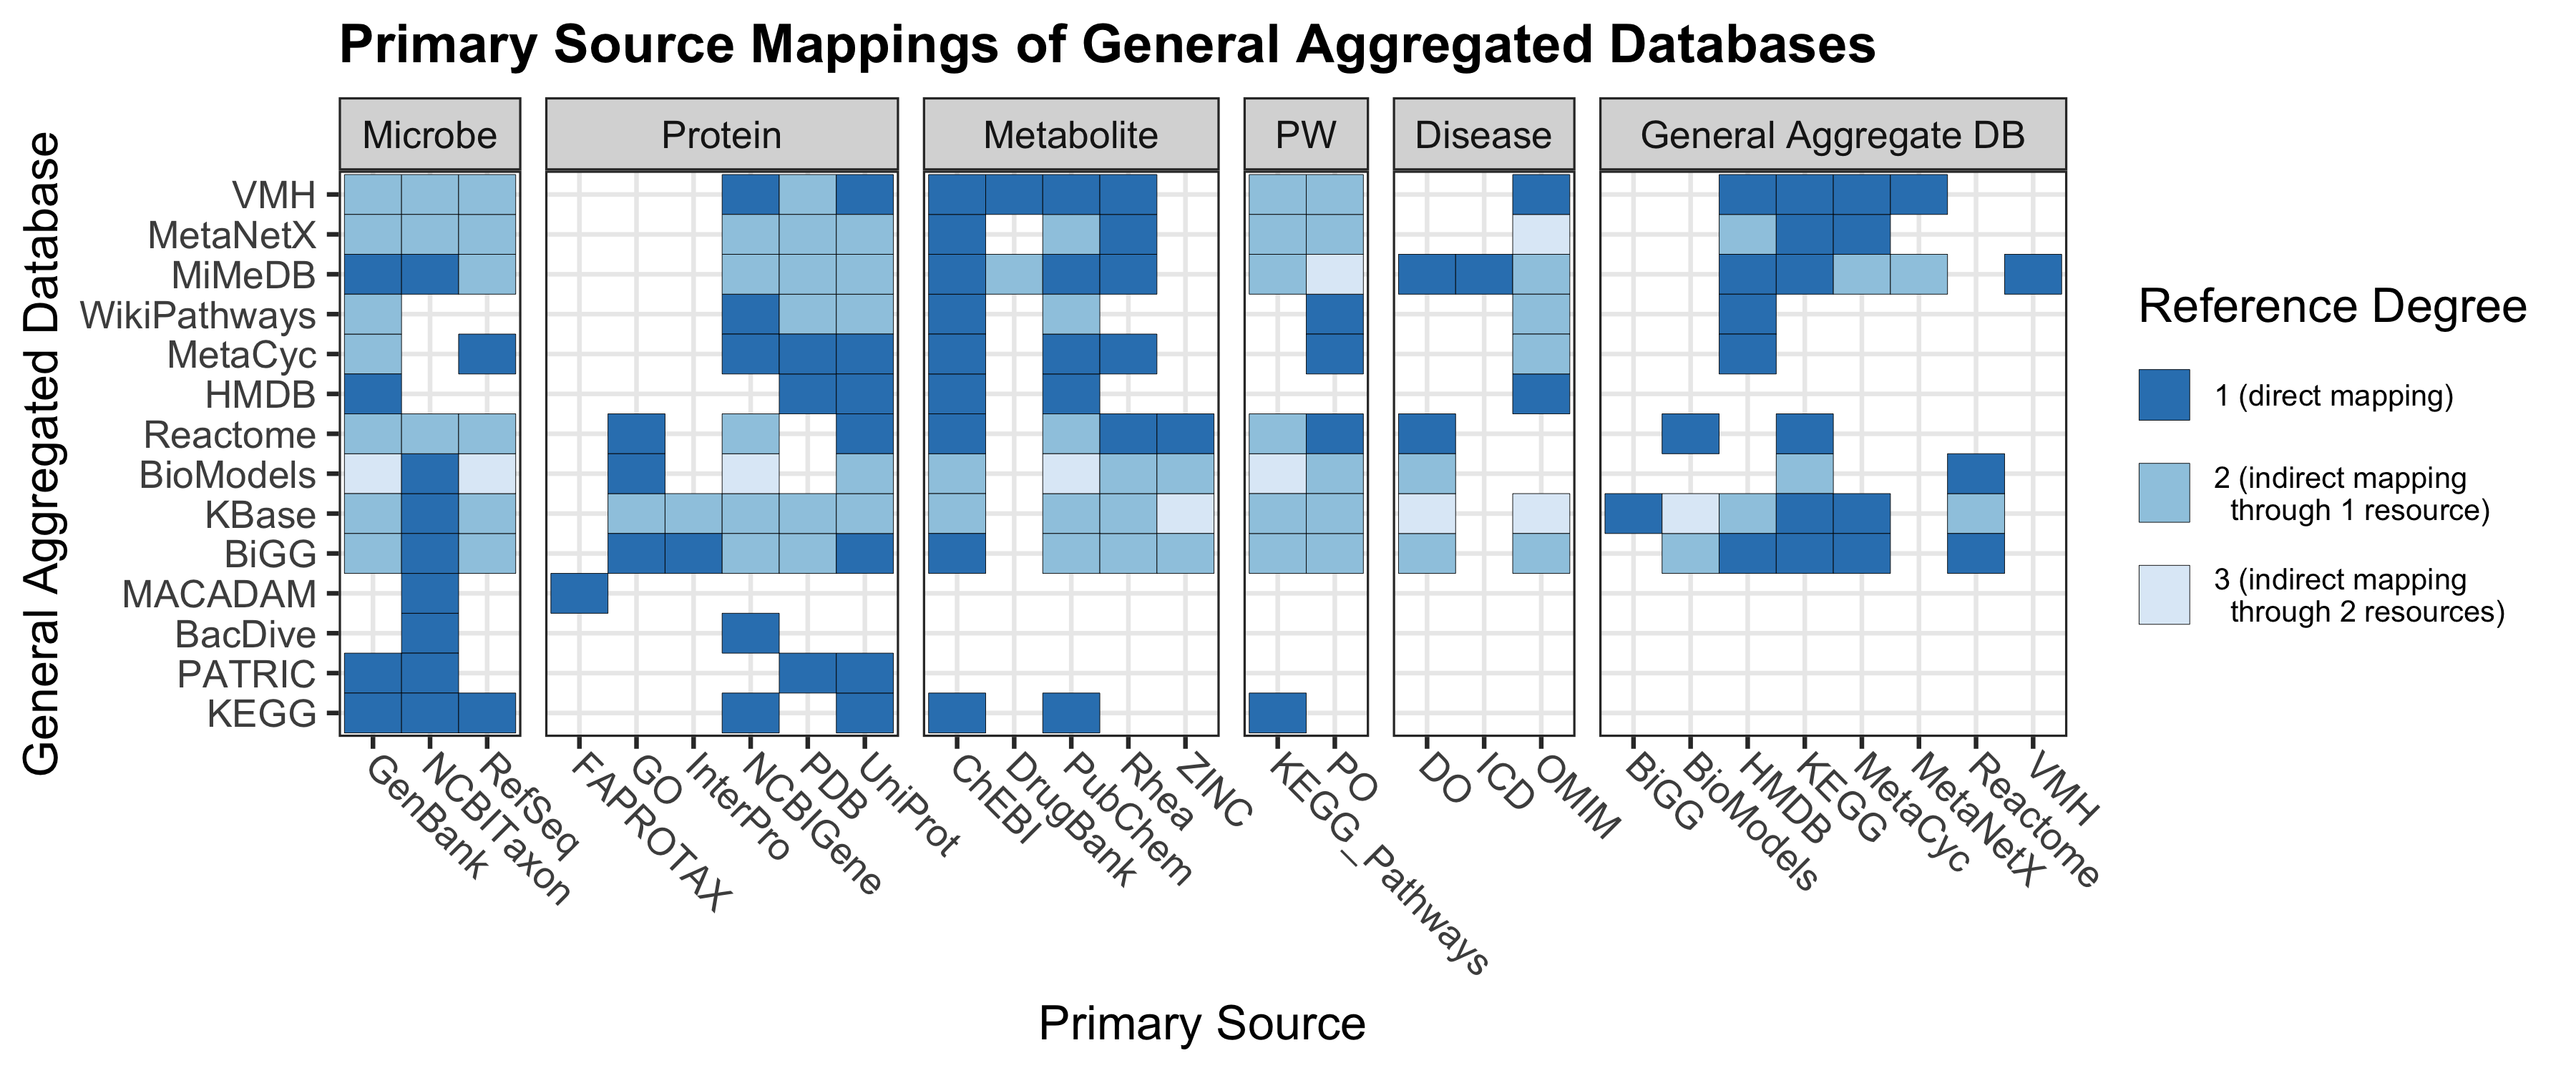 Primary Source Mappings of General Aggregated Databases
Microbe
Protein
Metabolite
PW
Disease
General Aggregate DB
General Aggregated Database
VMH
MetaNetX
MiMeDB
WikiPathways
MetaCyc
HMDB
Reactome
BioModels
KBase
BiGG
MACADAM
BacDive
PATRIC
KEGG
GenBank
NCBITaxon
RefSeq
FAPROTAX
GO
InterPro
NCBIGene
PDB
UniProt
ChEBI
DrugBank
PubChem
Rhea
ZINC
KEGG_Pathways
PO
DO
ICD
OMIM
BiGG
BioModels
HMDB
KEGG
MetaCyc
MetaNetX
Reactome
VMH
Primary Source
Reference Degree
1 (direct mapping)
2 (indirect mapping
through 1 resource)
3 (indirect mapping
through 2 resources)